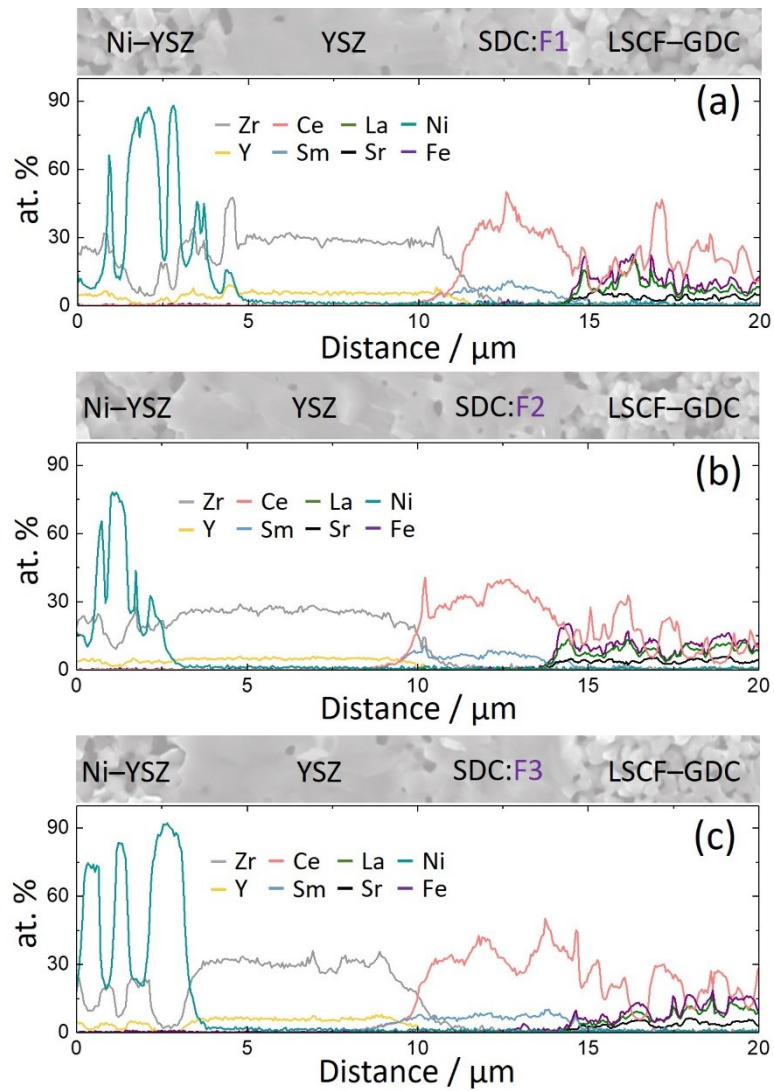 Ni–YSZ YSZ SDC:F1 LSCF–GDC
(a)
90
60
30
0
at. %
Zr Ce La Ni
Y Sm Sr Fe
0 5 10 15 20
Distance / μm
Ni–YSZ YSZ SDC:F2 LSCF–GDC
(b)
90
60
30
0
at. %
Zr Ce La Ni
Y Sm Sr Fe
0 5 10 15 20
Distance / μm
Ni–YSZ YSZ SDC:F3 LSCF–GDC
(c)
90
60
30
0
at. %
Zr Ce La Ni
Y Sm Sr Fe
0 5 10 15 20
Distance / μm